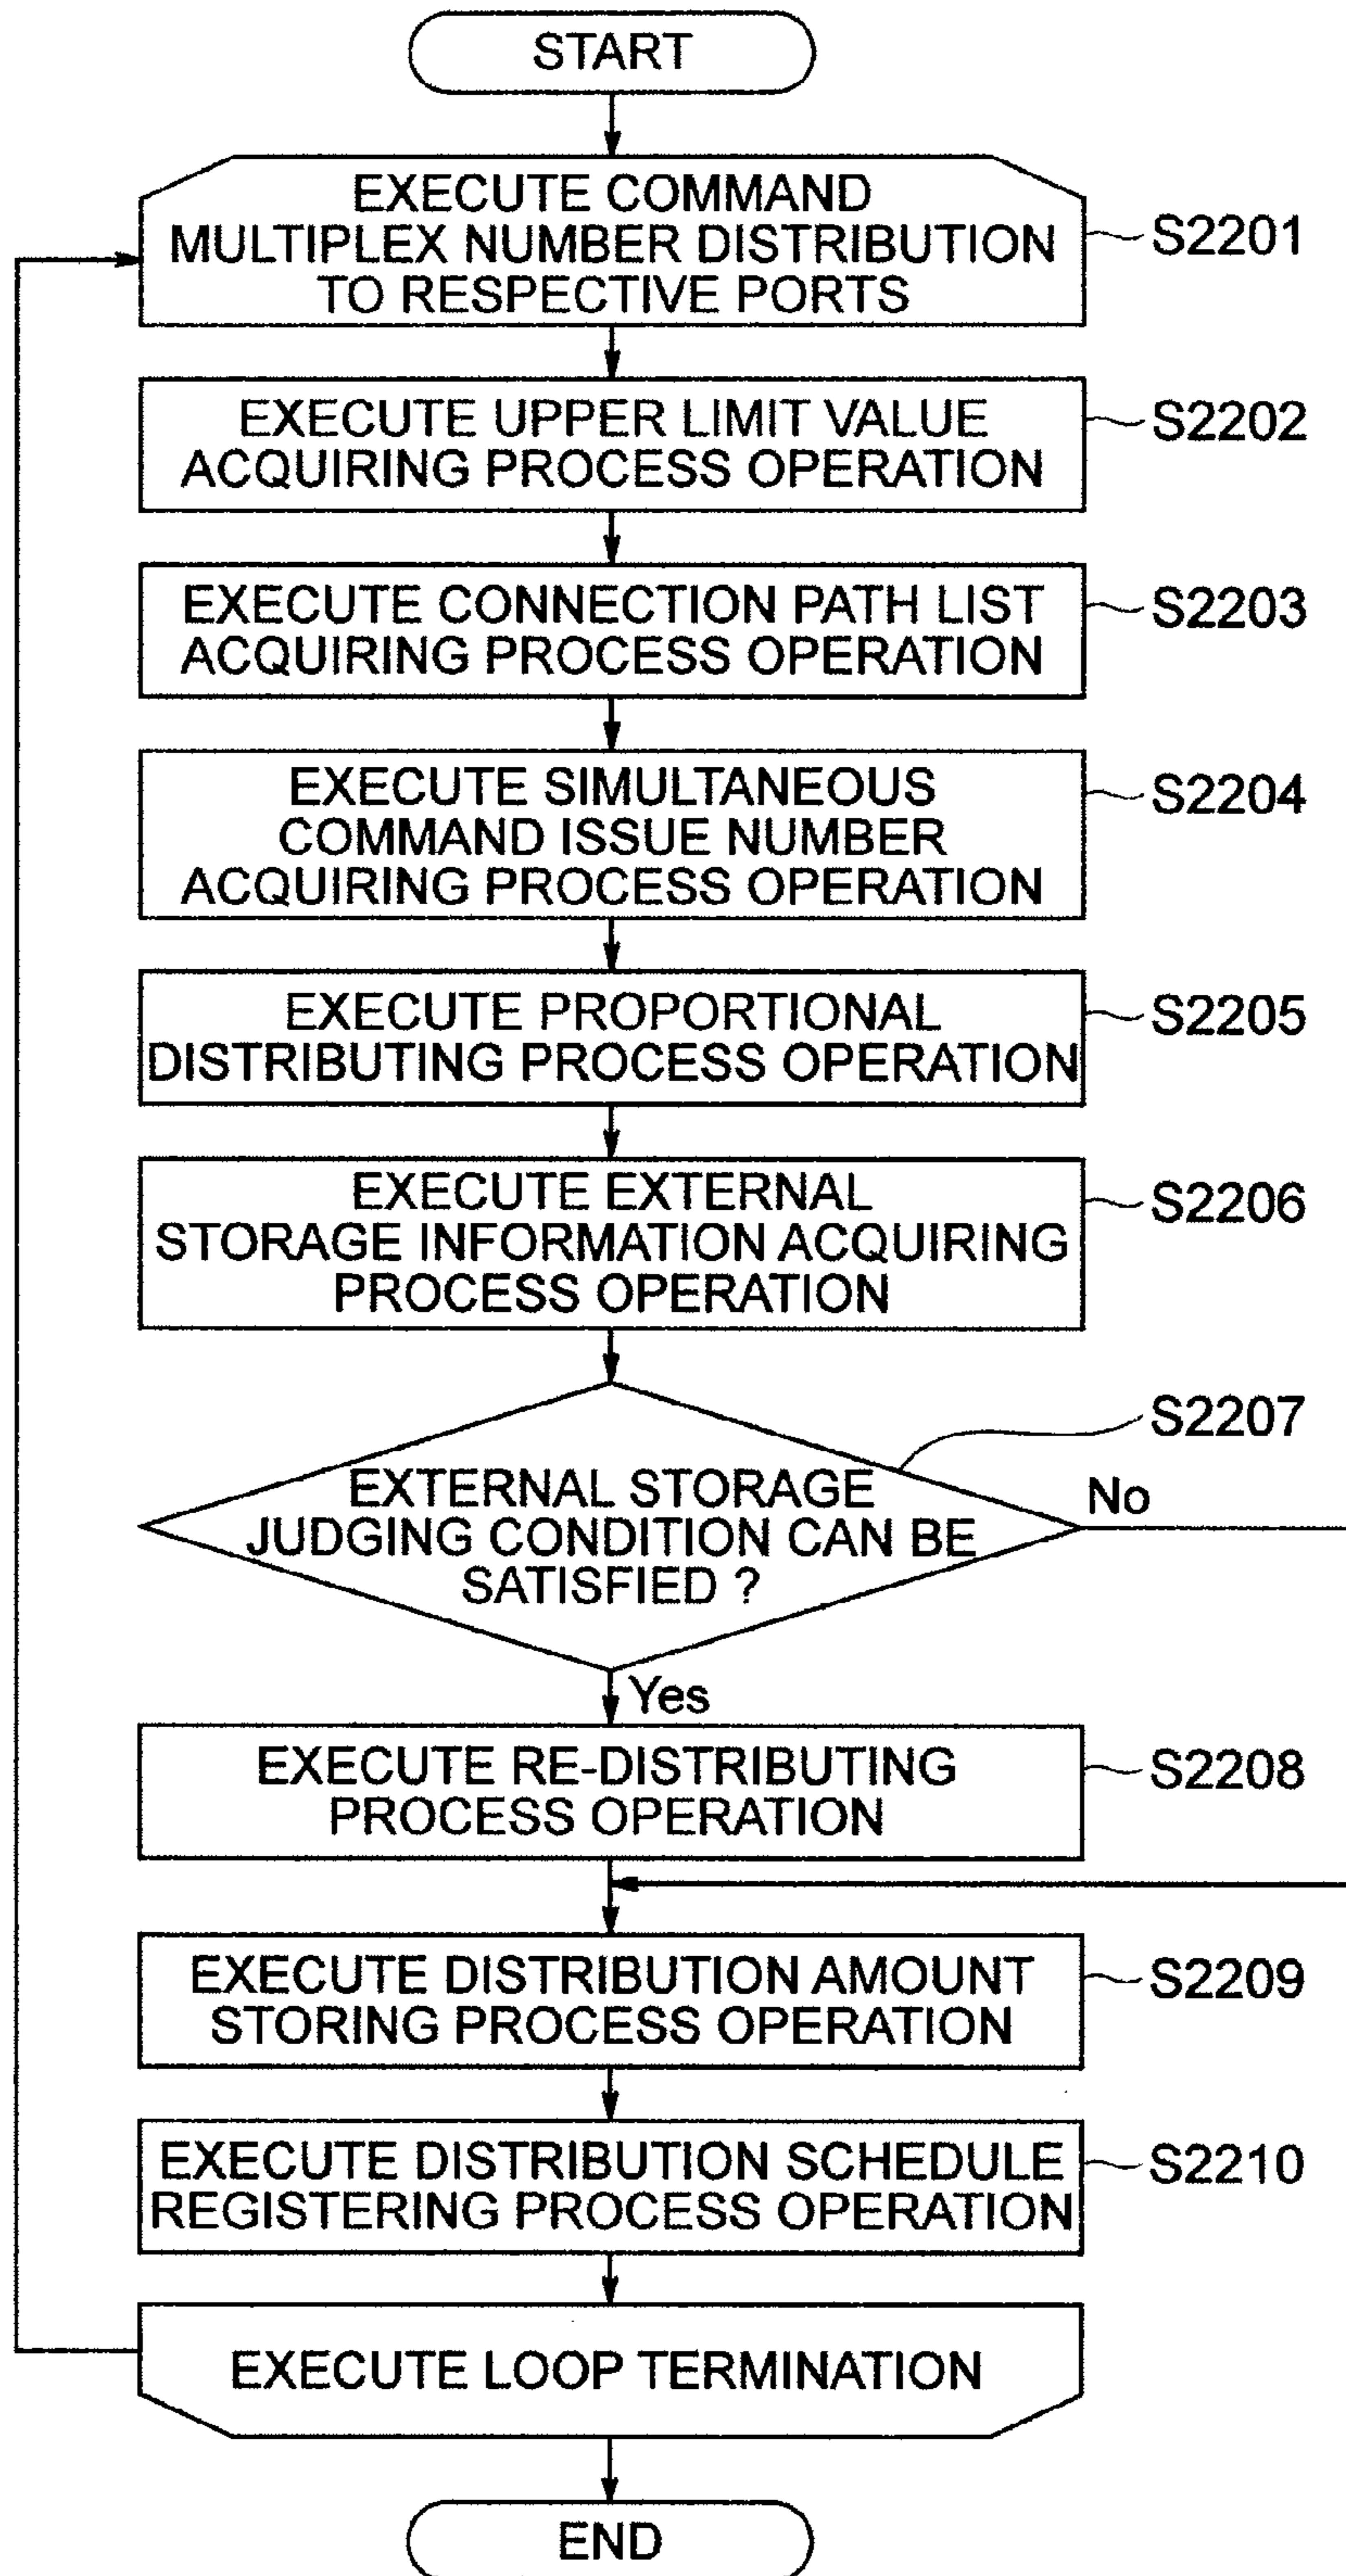 START
EXECUTE COMMAND
MULTIPLEX NUMBER DISTRIBUTION
TO RESPECTIVE PORTS
S2201
EXECUTE UPPER LIMIT VALUE
ACQUIRING PROCESS OPERATION
S2202
EXECUTE CONNECTION PATH LIST
ACQUIRING PROCESS OPERATION
S2203
EXECUTE SIMULTANEOUS
COMMAND ISSUE NUMBER
ACQUIRING PROCESS OPERATION
S2204
EXECUTE PROPORTIONAL
DISTRIBUTING PROCESS OPERATION
S2205
EXECUTE EXTERNAL
STORAGE INFORMATION ACQUIRING
PROCESS OPERATION
S2206
EXTERNAL STORAGE
JUDGING CONDITION CAN BE
SATISFIED ?
S2207
No
Yes
EXECUTE RE-DISTRIBUTING
PROCESS OPERATION
S2208
EXECUTE DISTRIBUTION AMOUNT
STORING PROCESS OPERATION
S2209
EXECUTE DISTRIBUTION SCHEDULE
REGISTERING PROCESS OPERATION
S2210
EXECUTE LOOP TERMINATION
END